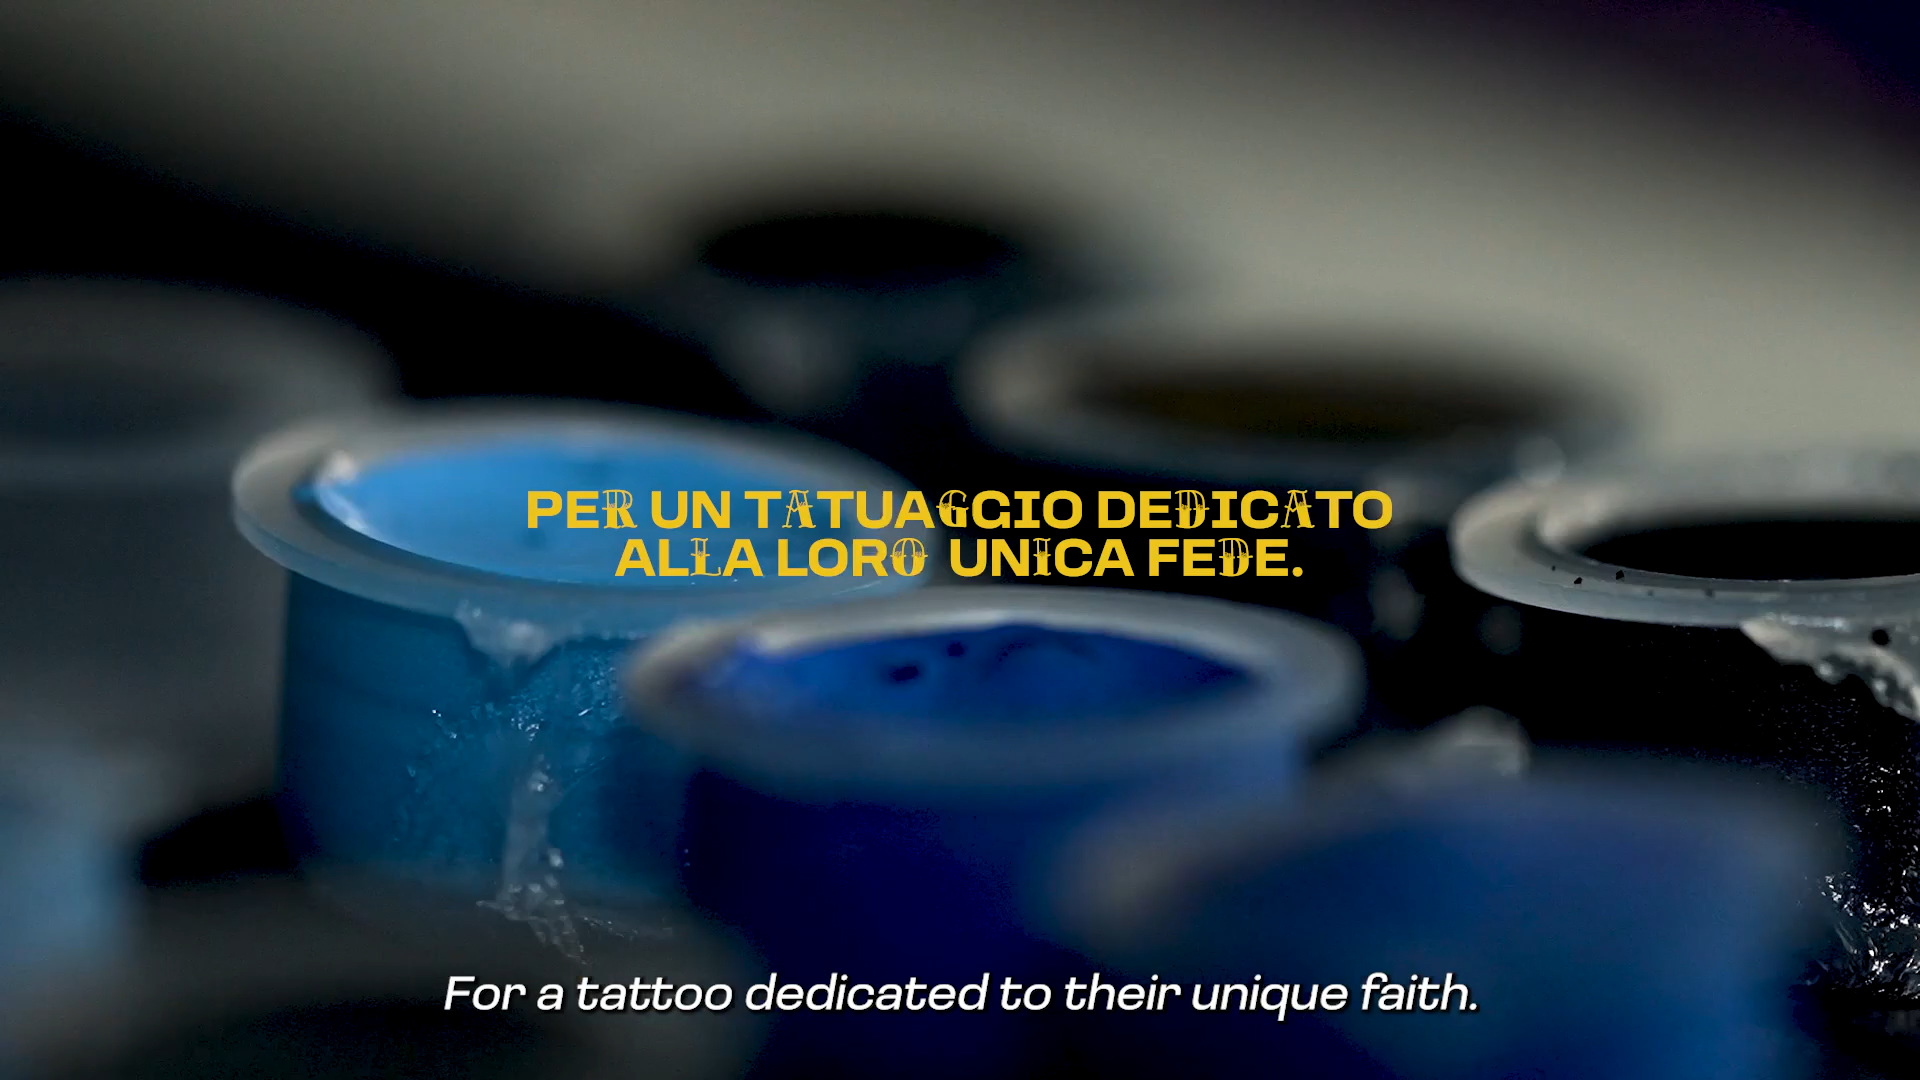 PER UN TATUAGGIO DEDICATO
ALLA LORO UNICA FEDE.
For a tattoo dedicated to their unique faith.